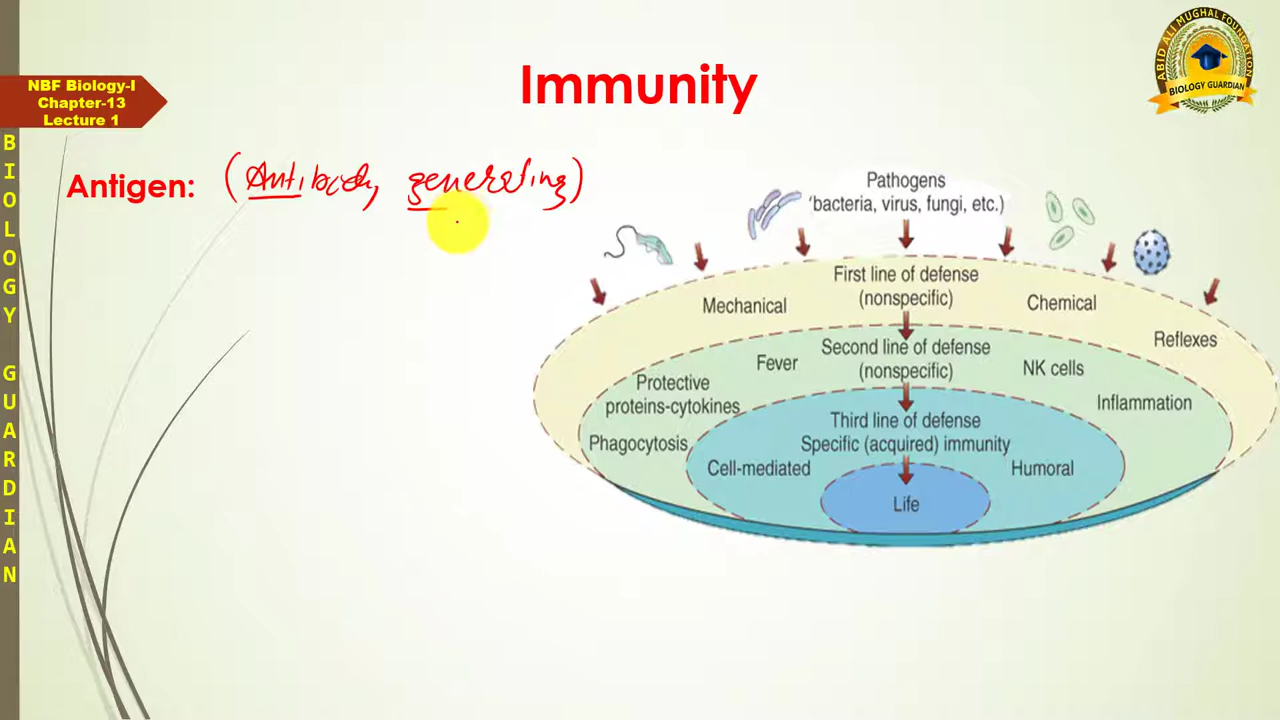 Immunity
ABID ALI MUGHAL FOUNDATION
BIOLOGY GUARDIAN
NBF Biology-I
Chapter-13
Lecture 1
BIOLOGY GUARDIAN
Antigen: (Antibody generating)
Pathogens
(bacteria, virus, fungi, etc.)
First line of defense
(nonspecific)
Mechanical
Chemical
Reflexes
Second line of defense
(nonspecific)
Fever
NK cells
Protective
proteins-cytokines
Inflammation
Phagocytosis
Third line of defense
Specific (acquired) immunity
Cell-mediated
Humoral
Life